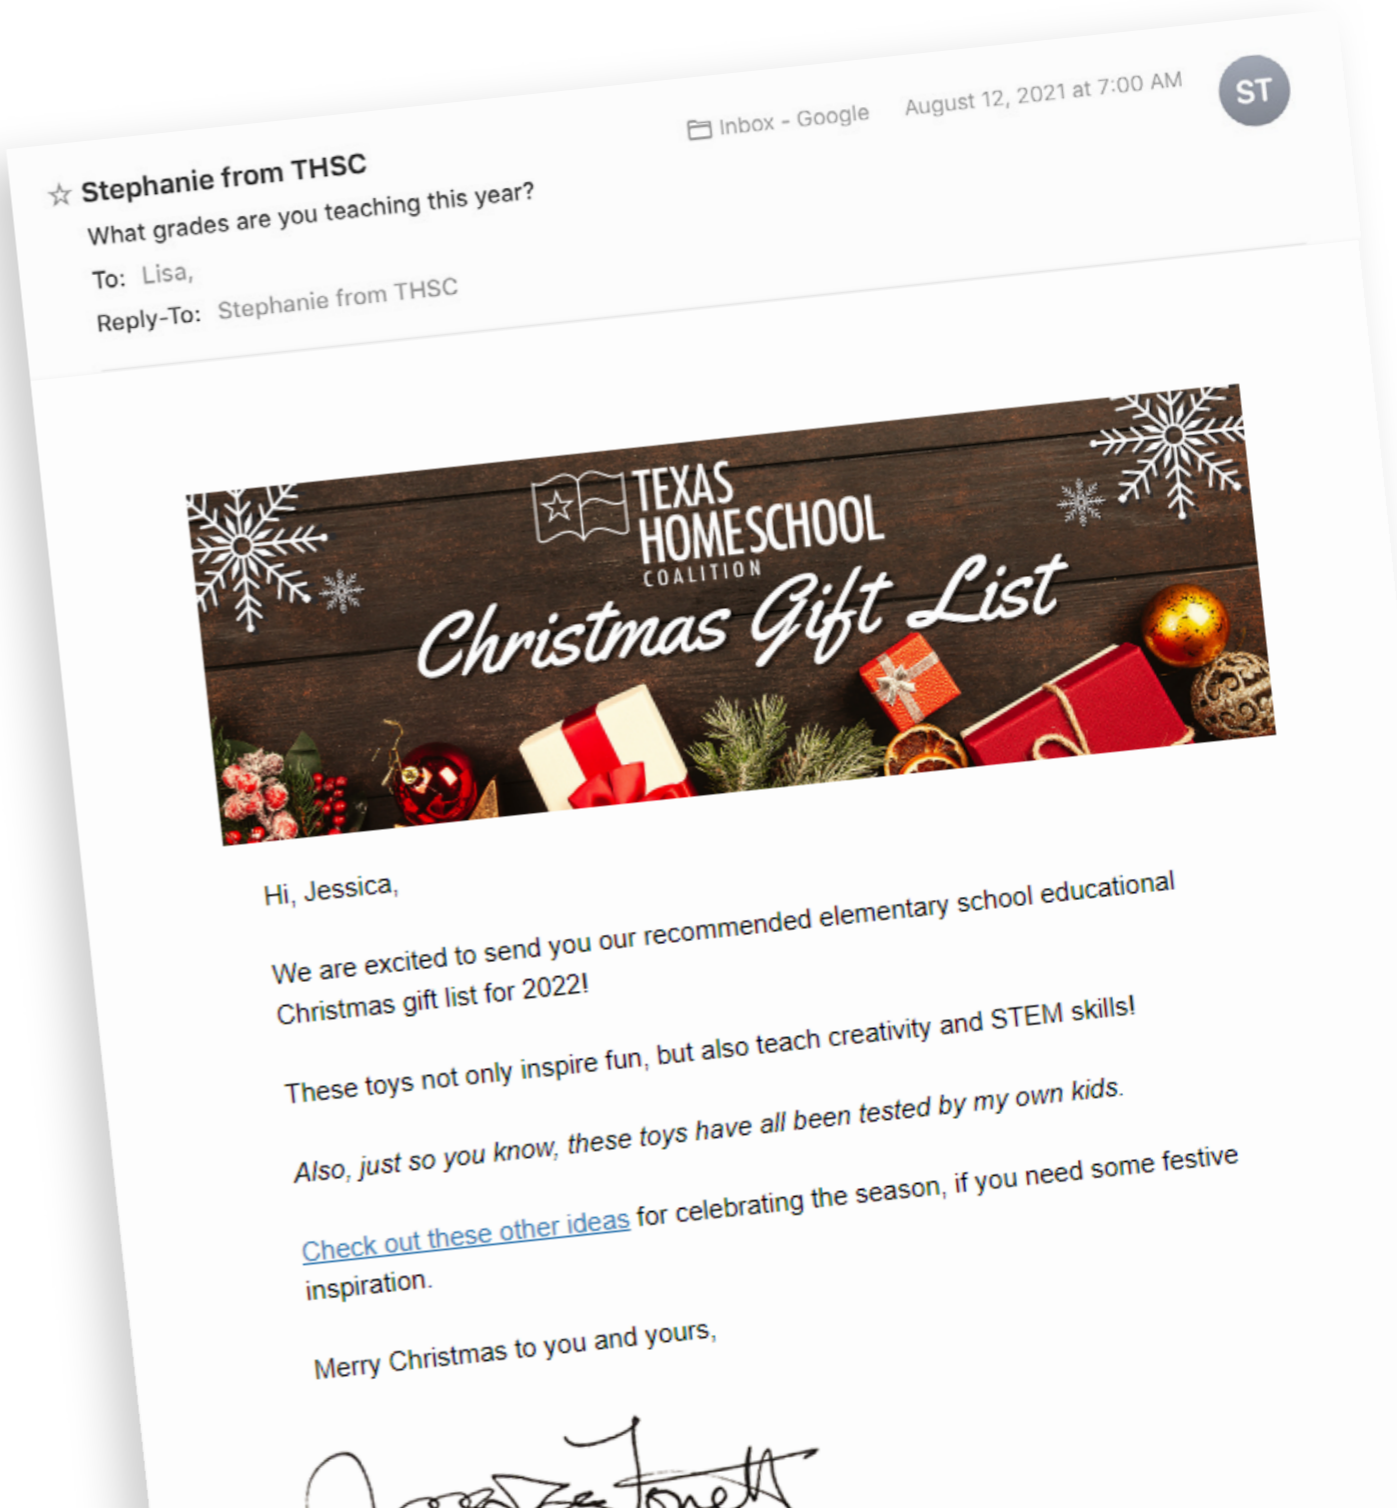 Stephanie from THSC
Inbox - Google
August 12, 2021 at 7:00 AM
ST
What grades are you teaching this year?
To: Lisa,
Reply-To: Stephanie from THSC
TEXAS
HOMESCHOOL
COALITION
Christmas Gift List
Hi, Jessica,
We are excited to send you our recommended elementary school educational
Christmas gift list for 2022!
These toys not only inspire fun, but also teach creativity and STEM skills!
Also, just so you know, these toys have all been tested by my own kids.
Check out these other ideas for celebrating the season, if you need some festive
inspiration.
Merry Christmas to you and yours,